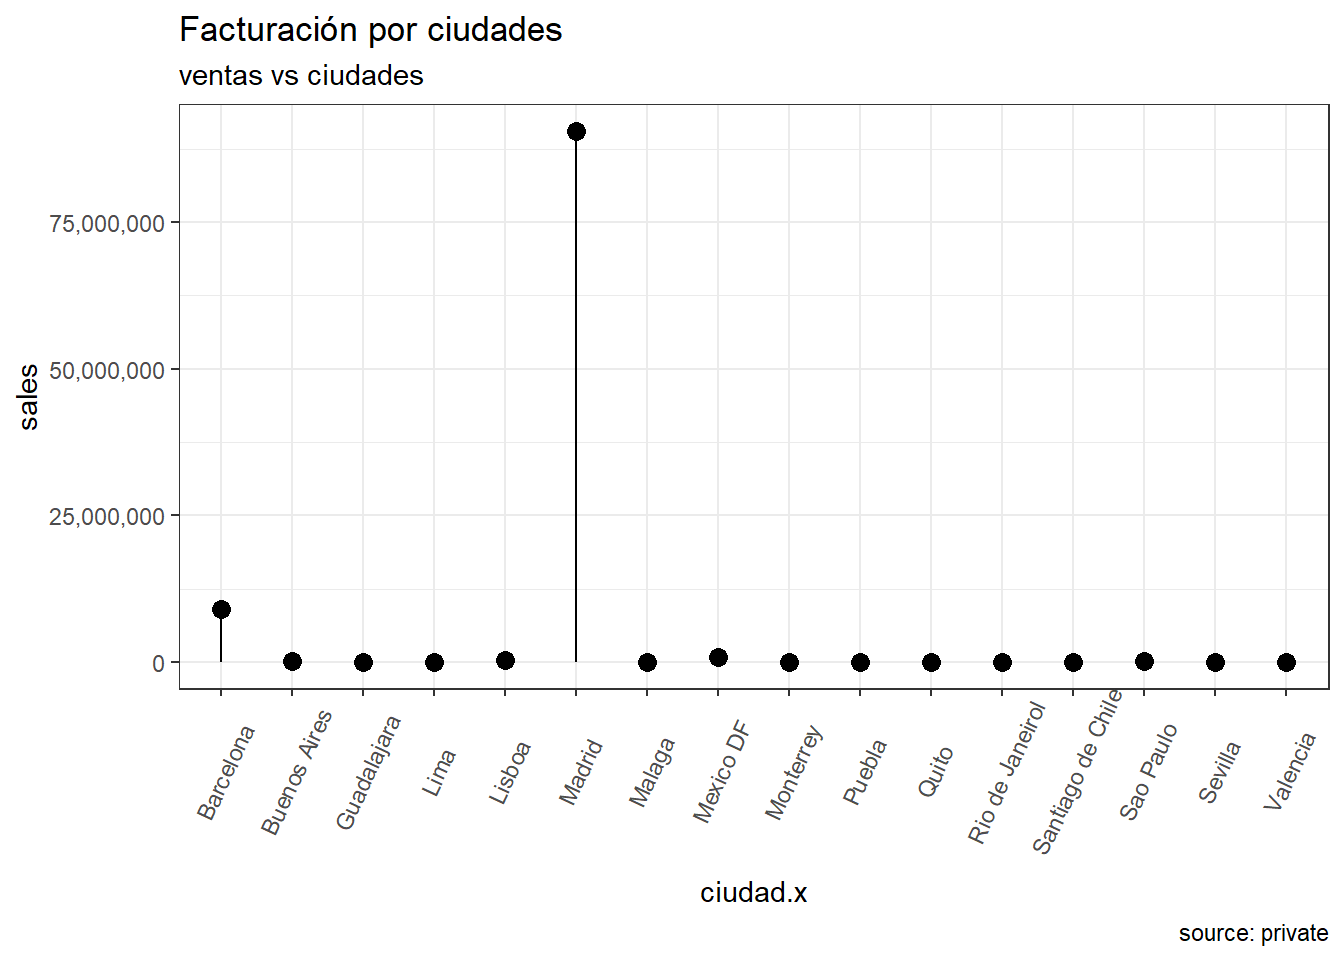 Facturación por ciudades
ventas vs ciudades
sales
75,000,000
50,000,000
25,000,000
0
Barcelona
Buenos Aires
Guadalajara
Lima
Lisboa
Madrid
Malaga
Mexico DF
Monterrey
Puebla
Quito
Rio de Janeirol
Santiago de Chile
Sao Paulo
Sevilla
Valencia
ciudad.x
source: private